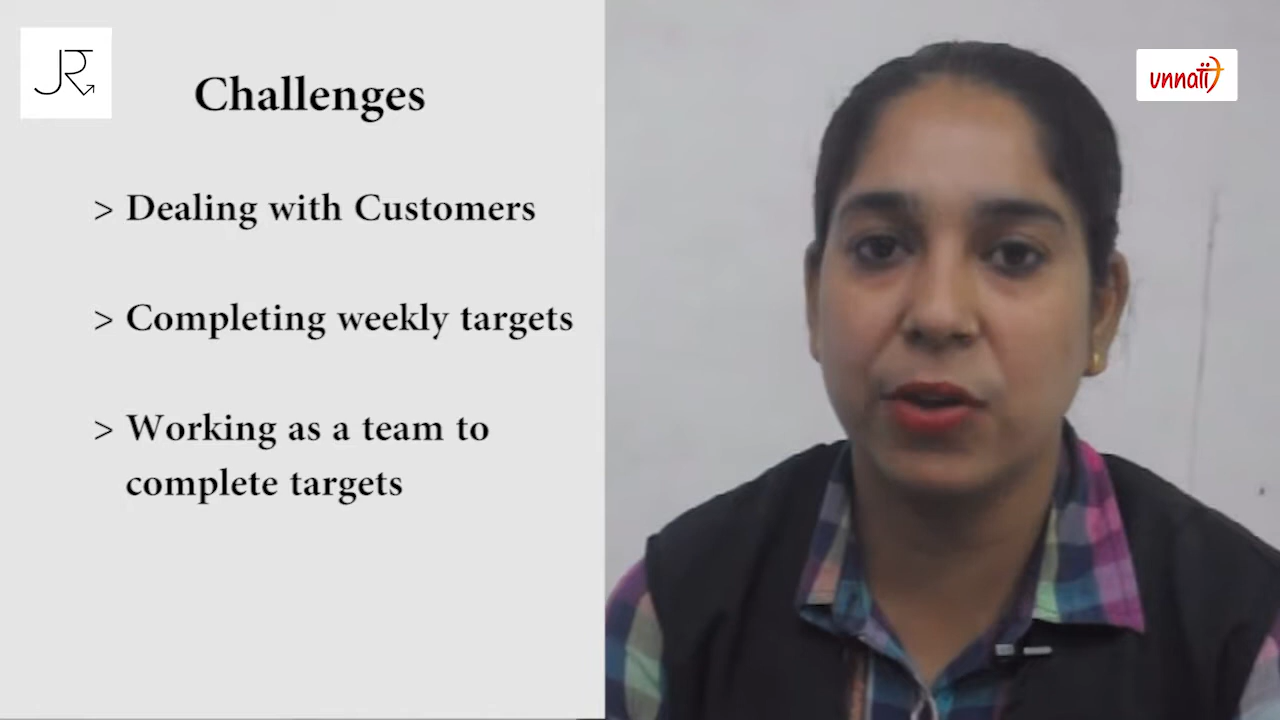 JR
Challenges
unnati
> Dealing with Customers
> Completing weekly targets
> Working as a team to
complete targets